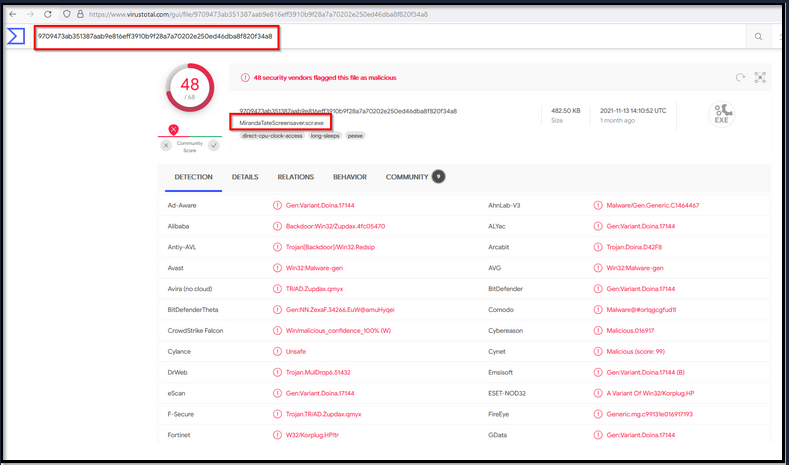 https://www.virustotal.com/gui/file/9709473ab351387aab9e816eff3910b9f28a7a70202e250ed46dba8f820f34a8
9709473ab351387aab9e816eff3910b9f28a7a70202e250ed46dba8f820f34a8
48
/ 68
Community
Score
48 security vendors flagged this file as malicious
9709473ab351387aab9e816eff3910b9f28a7a70202e250ed46dba8f820f34a8
MirandaTateScreensaver.scr.exe
direct-cpu-clock-access long-sleeps peexe
482.50 KB
Size
2021-11-13 14:10:52 UTC
1 month ago
EXE
DETECTION DETAILS RELATIONS BEHAVIOR COMMUNITY 9
Ad-Aware Gen:Variant.Doina.17144 AhnLab-V3 Malware/Gen.Generic.C1464467
Alibaba Backdoor:Win32/Zupdax.4fc05470 ALYac Gen:Variant.Doina.17144
Antiy-AVL Trojan[Backdoor]/Win32.Redsip Arcabit Trojan.Doina.D42F8
Avast Win32:Malware-gen AVG Win32:Malware-gen
Avira (no cloud) TR/AD.Zupdax.qmyx BitDefender Gen:Variant.Doina.17144
BitDefenderTheta Gen:NN.ZexaF.34266.EuW@amuHyqei Comodo Malware@#orlqgcgfud1l
CrowdStrike Falcon Win/malicious_confidence_100% (W) Cybereason Malicious.016917
Cylance Unsafe Cynet Malicious (score: 99)
DrWeb Trojan.MulDrop6.51432 Emsisoft Gen:Variant.Doina.17144 (B)
eScan Gen:Variant.Doina.17144 ESET-NOD32 A Variant Of Win32/Korplug.HP
F-Secure Trojan.TR/AD.Zupdax.qmyx FireEye Generic.mg.c99131e016917193
Fortinet W32/Korplug.HP!tr GData Gen:Variant.Doina.17144